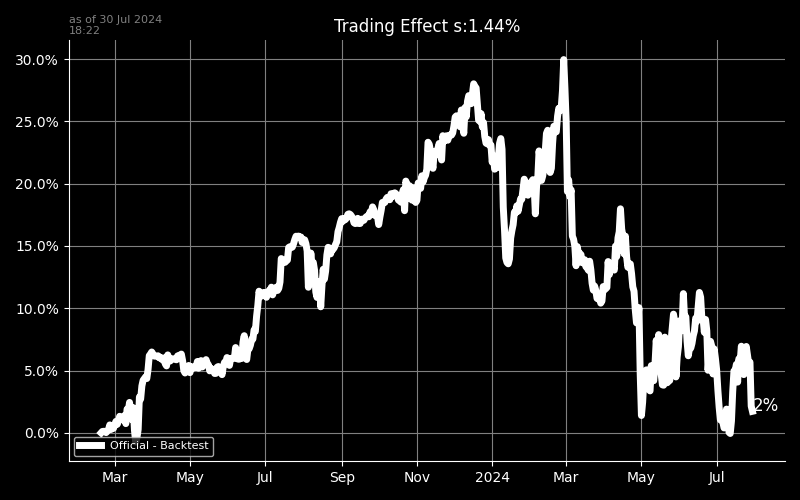 as of 30 Jul 2024
18:22
Trading Effect s:1.44%
30.0%
25.0%
20.0%
15.0%
10.0%
5.0%
0.0%
2%
Official - Backtest
Mar May Jul Sep Nov 2024 Mar May Jul